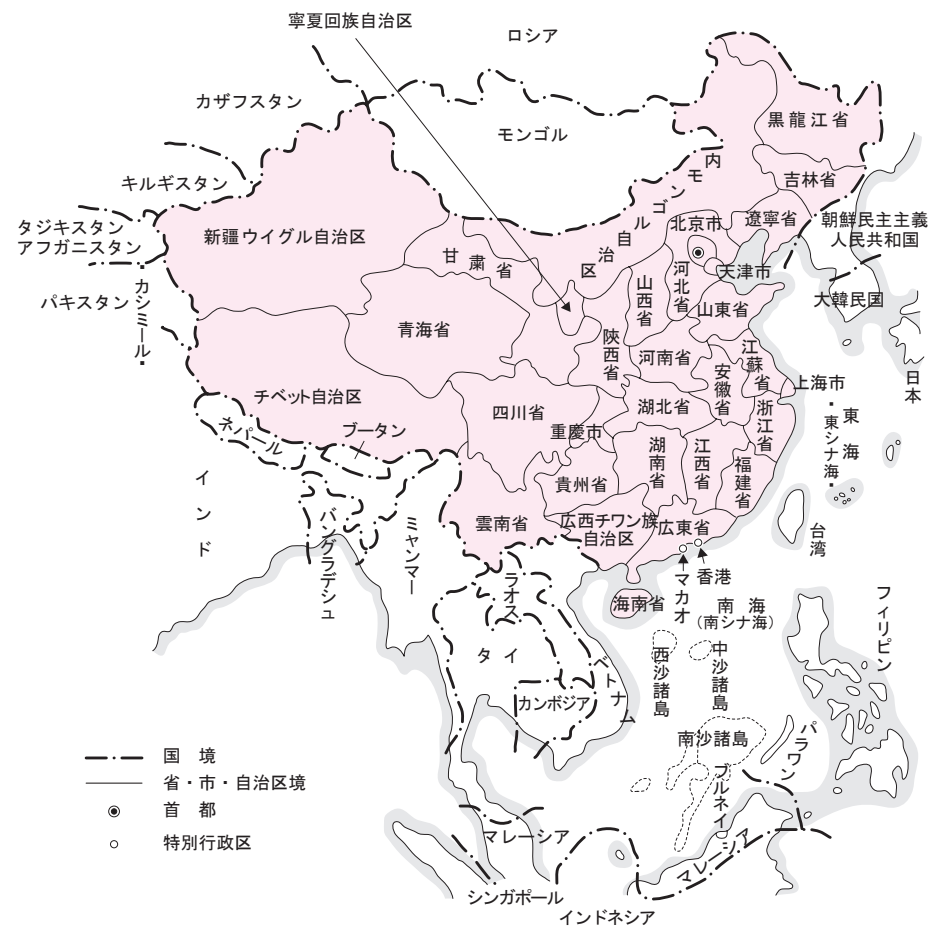 寧夏回族自治区
ロシア
カザフスタン
モンゴル
黒龍江省
内モンゴル自治区
吉林省
キルギスタン
タジキスタン
アフガニスタン
新疆ウイグル自治区
甘粛省
北京市
遼寧省
朝鮮民主主義
人民共和国
天津市
パキスタン
カシミール・
山西省
河北省
山東省
大韓民国
青海省
陝西省
河南省
江蘇省
安徽省
上海市
日本
チベット自治区
四川省
湖北省
浙江省
・東シナ海・
東海
ネパール
ブータン
重慶市
湖南省
江西省
福建省
貴州省
インド
バングラデシュ
ミャンマー
雲南省
広西チワン族
自治区
広東省
台湾
ラオス
マカオ
香港
海南省
南海
(南シナ海)
フィリピン
タイ
ベトナム
西沙諸島
中沙諸島
カンボジア
南沙諸島
パラワン
ブルネイ
国境
省・市・自治区境
首都
特別行政区
マレーシア
マレーシア
シンガポール
インドネシア